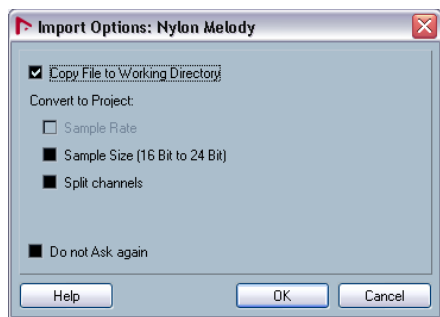 Import Options: Nylon Melody
Copy File to Working Directory
Convert to Project:
Sample Rate
Sample Size (16 Bit to 24 Bit)
Split channels
Do not Ask again
Help OK Cancel